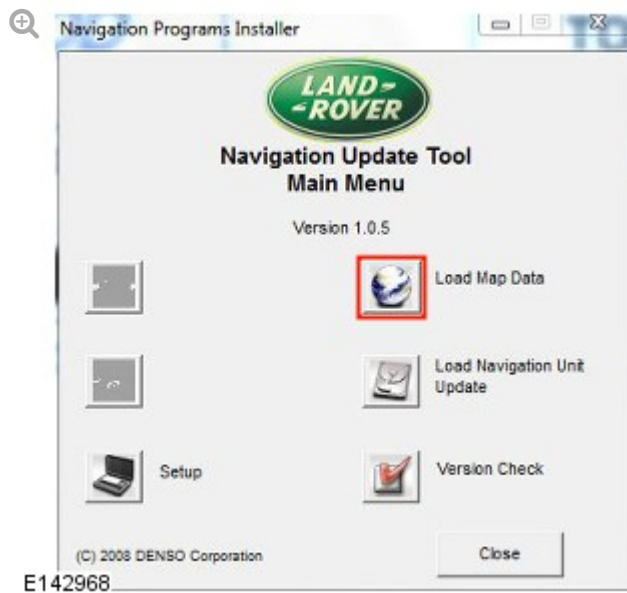 Navigation Programs Installer
LAND-
-ROVER
Navigation Update Tool
Main Menu
Version 1.0.5
Load Map Data
Load Navigation Unit
Update
Setup
Version Check
(C) 2008 DENSO Corporation
Close
E142968